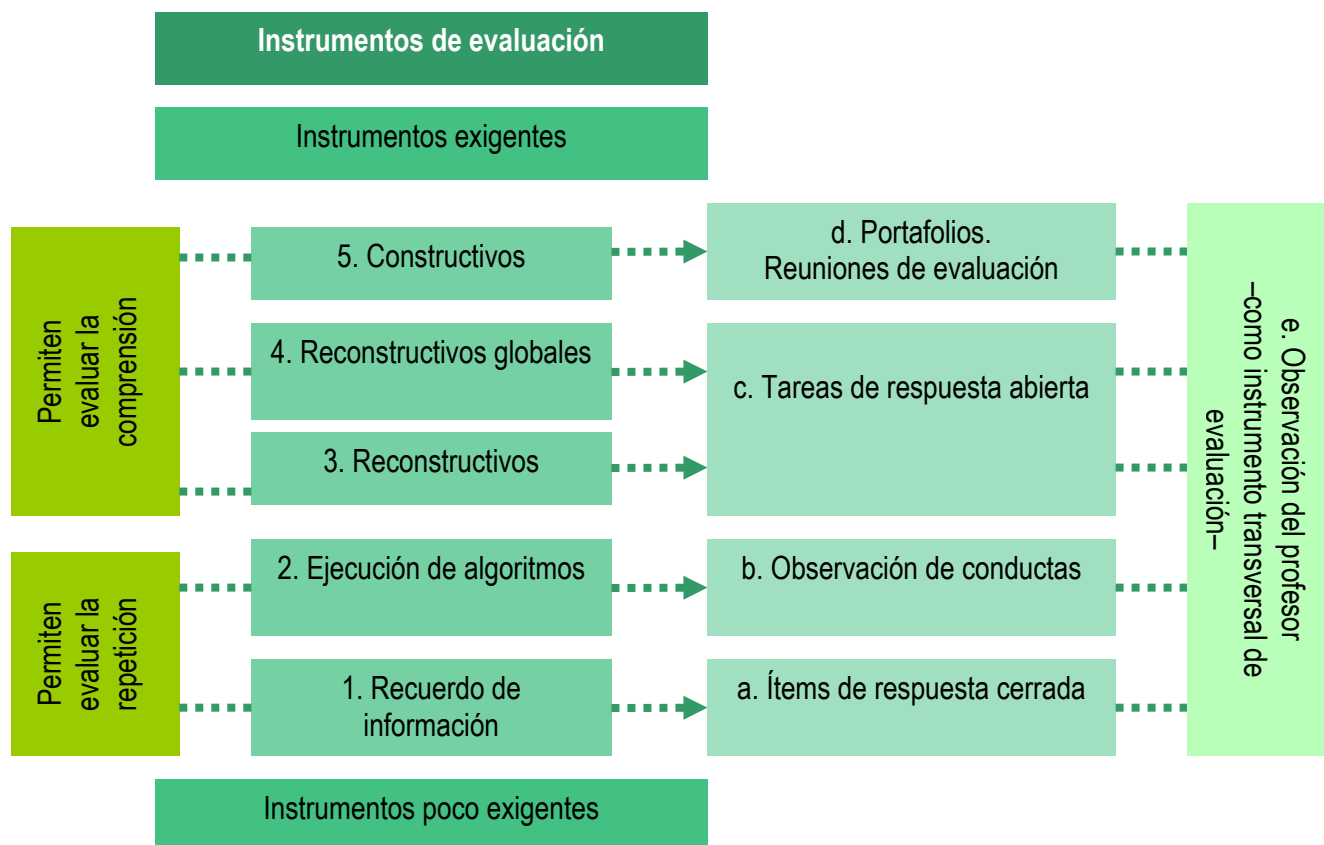 Instrumentos de evaluación
Instrumentos exigentes
Permiten
evaluar la
comprensión
5. Constructivos
d. Portafolios.
Reuniones de evaluación
4. Reconstructivos globales
c. Tareas de respuesta abierta
3. Reconstructivos
e. Observación del profesor
–como instrumento transversal de
evaluación–
Permiten
evaluar la
repetición
2. Ejecución de algoritmos
b. Observación de conductas
1. Recuerdo de
información
a. Ítems de respuesta cerrada
Instrumentos poco exigentes